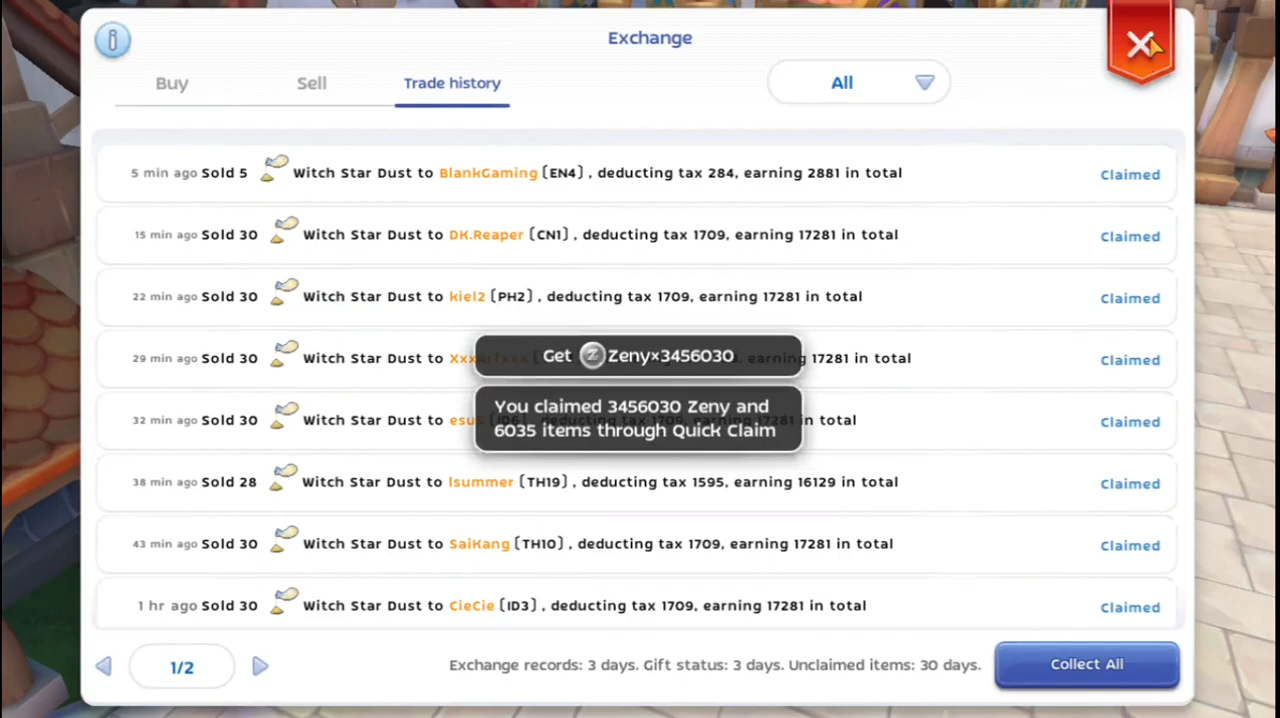 Exchange
Buy
Sell
Trade history
All
5 min ago Sold 5 Witch Star Dust to BlankGaming (EN4) , deducting tax 284, earning 2881 in total
Claimed
15 min ago Sold 30 Witch Star Dust to DK.Reaper (CN1) , deducting tax 1709, earning 17281 in total
Claimed
22 min ago Sold 30 Witch Star Dust to kiel2 (PH2) , deducting tax 1709, earning 17281 in total
Claimed
Get Zeny×3456030
29 min ago Sold 30 Witch Star Dust to earning 17281 in total
Claimed
You claimed 3456030 Zeny and
6035 items through Quick Claim
32 min ago Sold 30 Witch Star Dust to (ID6) , deducting tax 1709, earning 17281 in total
Claimed
38 min ago Sold 28 Witch Star Dust to Isummer (TH19) , deducting tax 1595, earning 16129 in total
Claimed
43 min ago Sold 30 Witch Star Dust to SaiKang (TH10) , deducting tax 1709, earning 17281 in total
Claimed
1 hr ago Sold 30 Witch Star Dust to CieCie (ID3) , deducting tax 1709, earning 17281 in total
Claimed
1/2
Exchange records: 3 days. Gift status: 3 days. Unclaimed items: 30 days.
Collect All